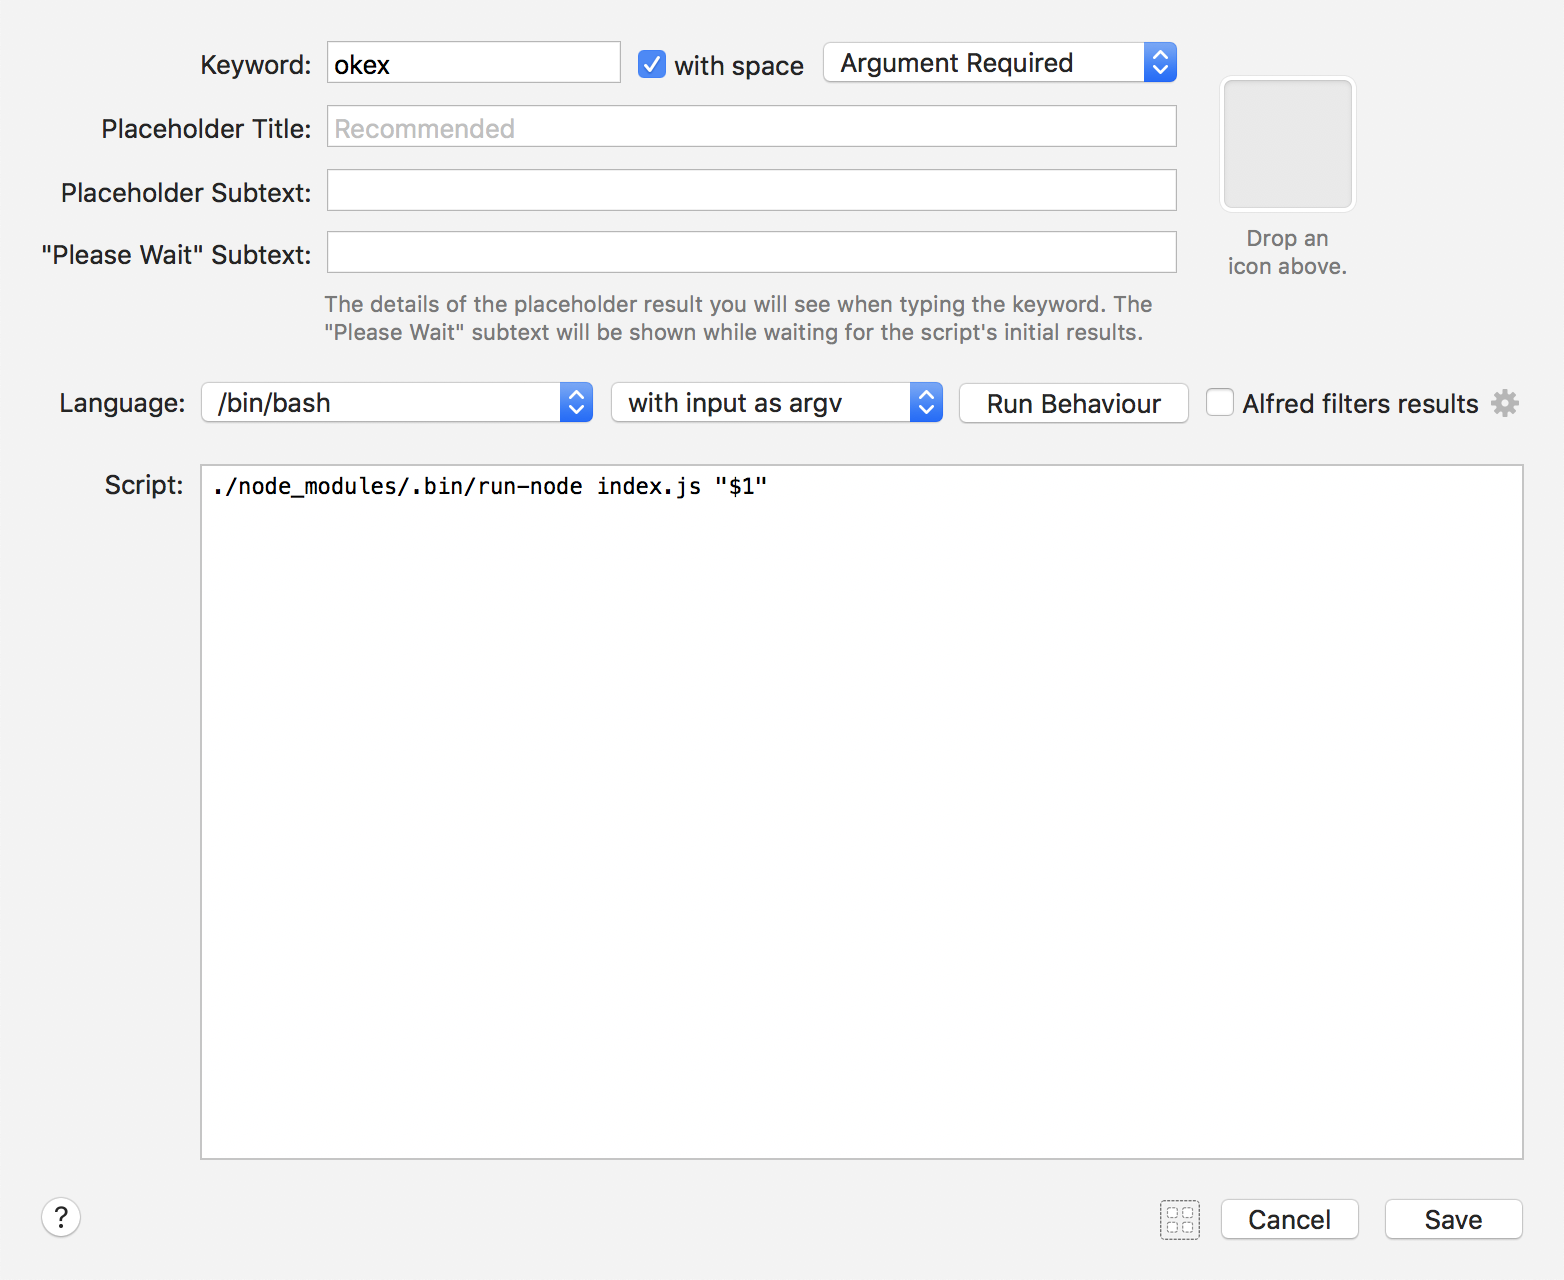 Keyword: okex with space Argument Required
Placeholder Title: Recommended
Placeholder Subtext:
"Please Wait" Subtext:
Drop an
icon above.
The details of the placeholder result you will see when typing the keyword. The
"Please Wait" subtext will be shown while waiting for the script's initial results.
Language: /bin/bash with input as argv Run Behaviour Alfred filters results
Script: ./node_modules/.bin/run-node index.js "$1"
? Cancel Save